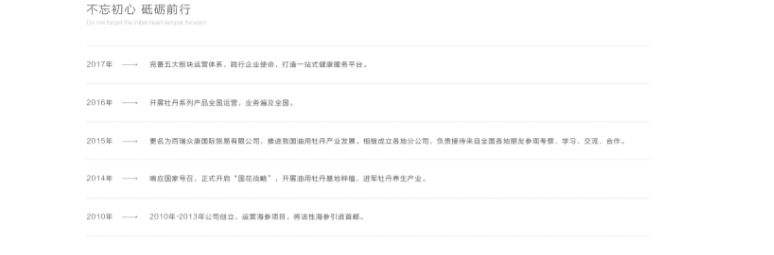 不忘初心 砥砺前行
Do not forget the initial heart temper forward
2017年 —→ 完善五大板块运营体系，践行企业使命，打造一站式健康服务平台。
2016年 —→ 开展牡丹系列产品全国运营，业务遍及全国。
2015年 —→ 更名为百瑞众康国际贸易有限公司，推进我国油用牡丹产业发展。相继成立各地分公司，负责接待来自全国各地朋友参观考察、学习、交流、合作。
2014年 —→ 响应国家号召，正式开启“国花战略”，开展油用牡丹基地种植，进军牡丹养生产业。
2010年 —→ 2010年-2013年公司创立，运营海参项目，将活性海参引进首都。